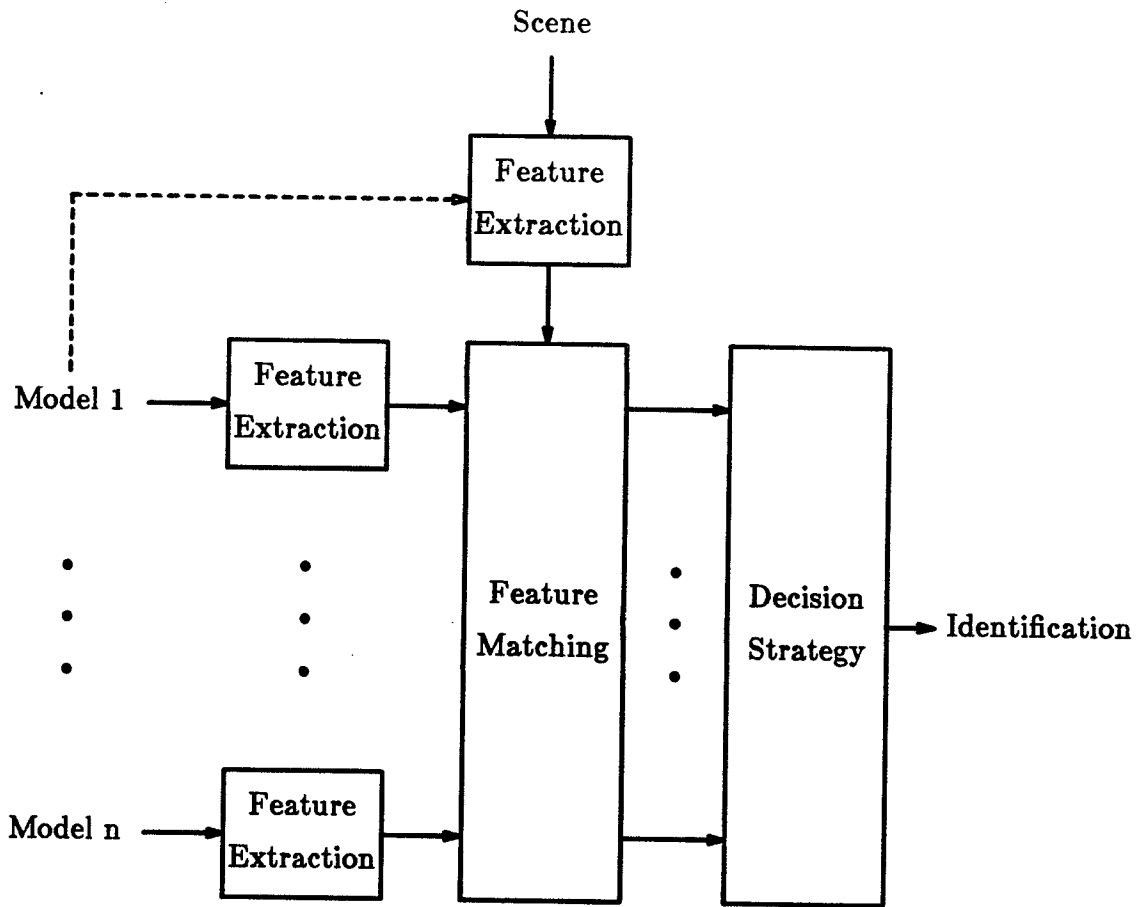 Scene
Feature
Extraction
Model 1
Feature
Extraction
Feature
Matching
Decision
Strategy
Identification
Model n
Feature
Extraction